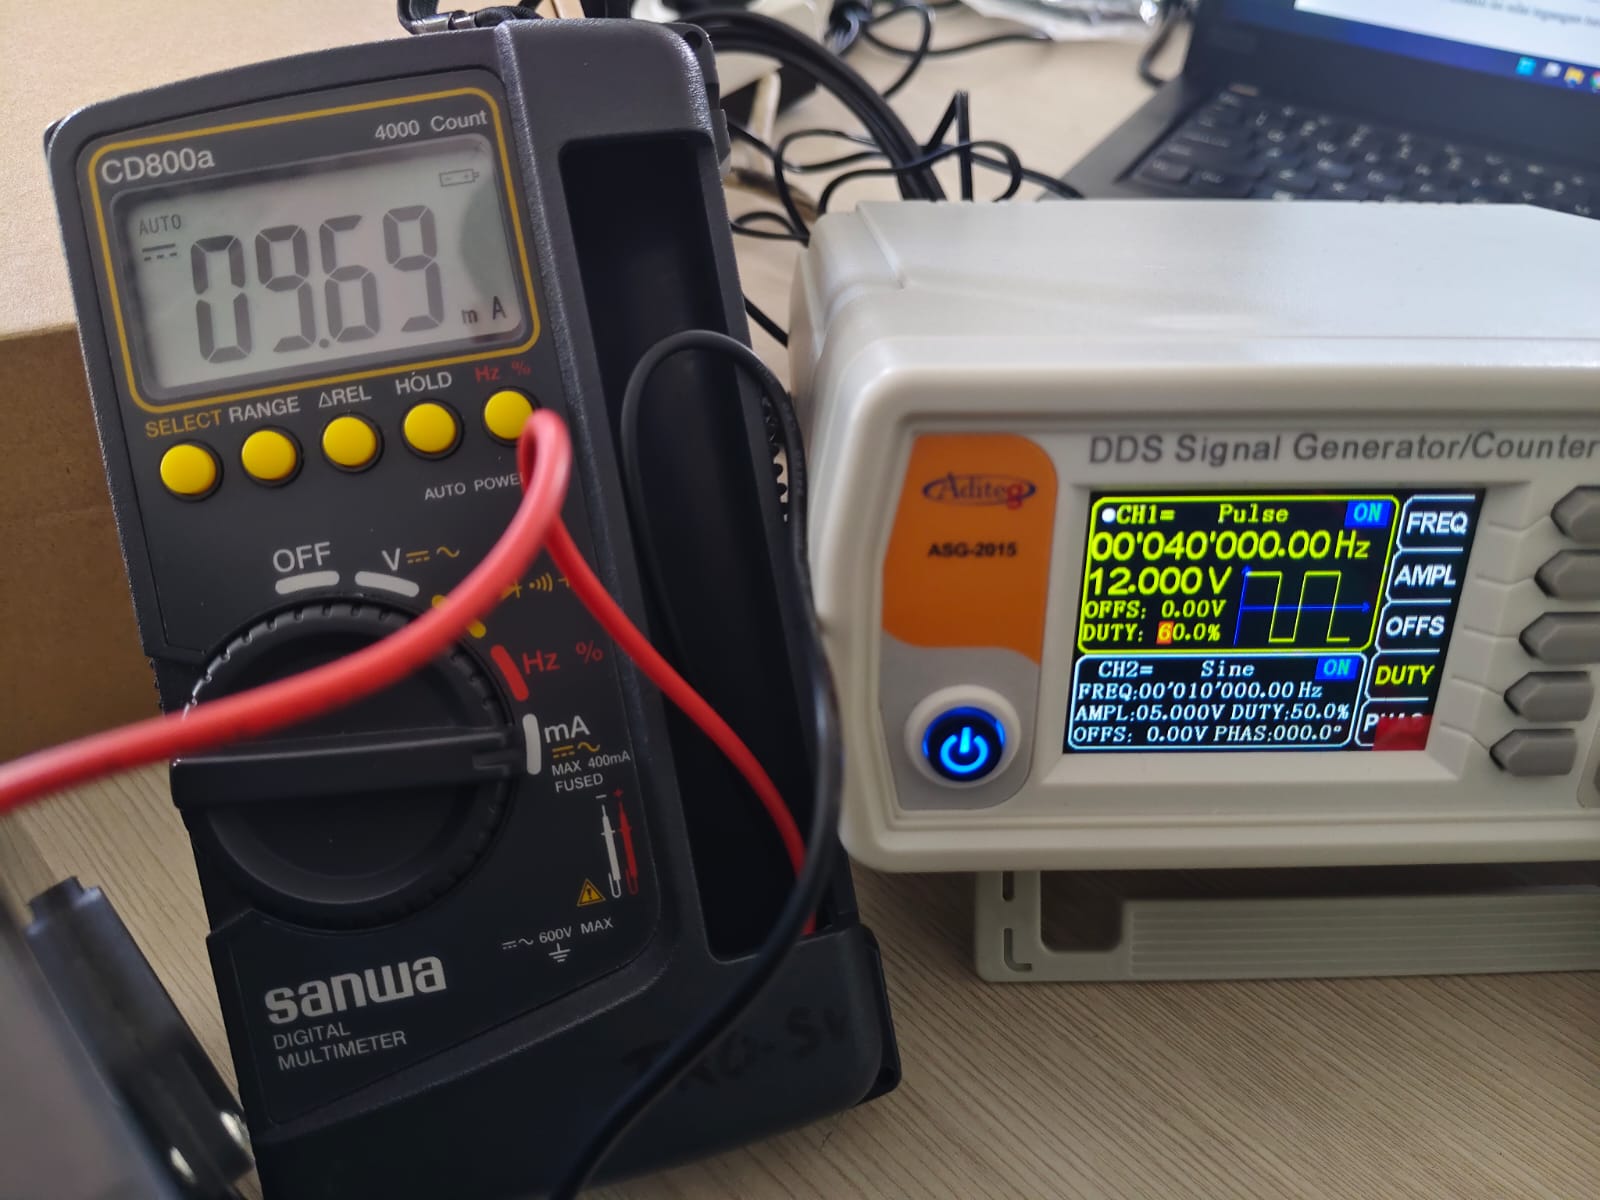 4000 Count
CD800a
AUTO
09.69
m A
SELECT RANGE ΔREL HOLD Hz %
AUTO POWE
OFF V
Hz %
mA
MAX 400mA
FUSED
- +
600V MAX
sanwa
DIGITAL
MULTIMETER
DDS Signal Generator/Counter
Aditeg
ASG-2015
CH1= Pulse ON
00'040'000.00 Hz
12.000 V
OFFS: 0.00V
DUTY: 60.0%
CH2= Sine ON
FREQ:00'010'000.00 Hz
AMPL:05.000V DUTY:50.0%
OFFS: 0.00V PHAS:000.0°
FREQ
AMPL
OFFS
DUTY